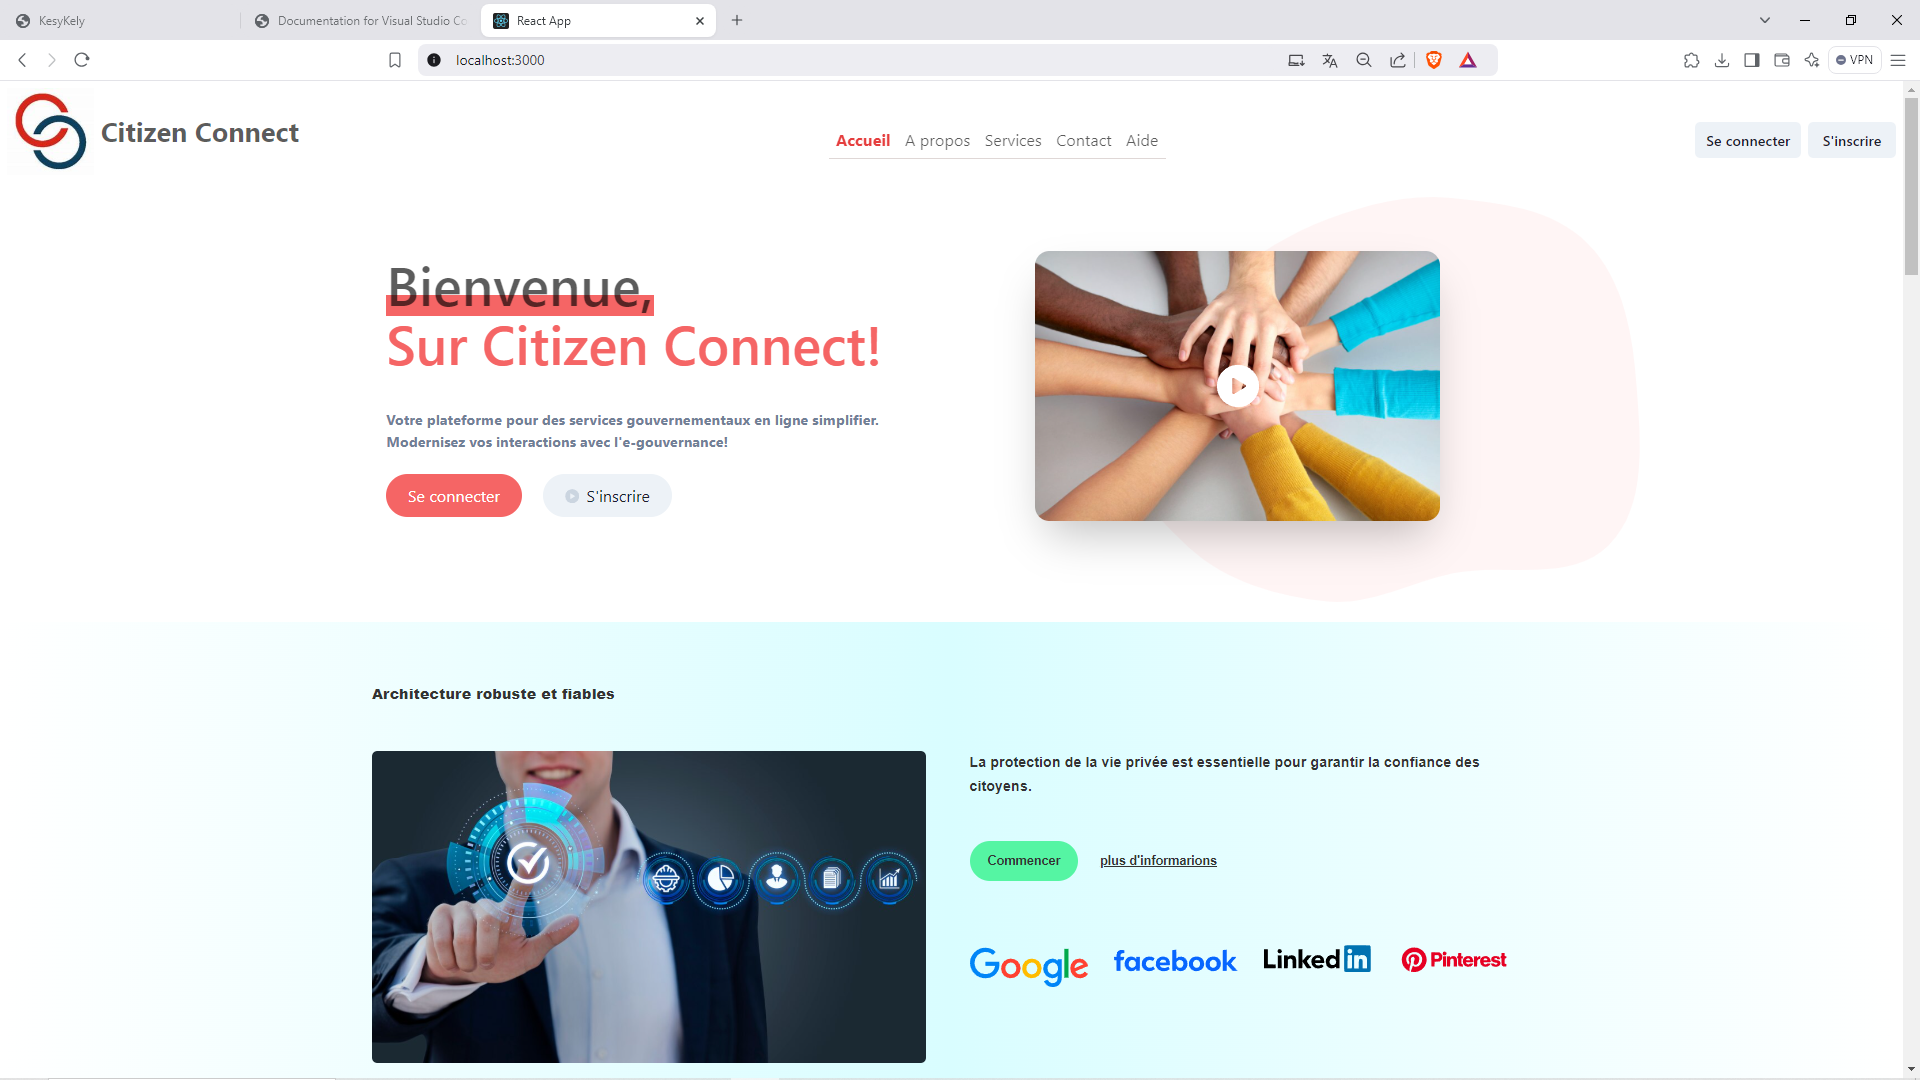 KesyKely
Documentation for Visual Studio Co
React App
localhost:3000
VPN
Citizen Connect
Accueil A propos Services Contact Aide
Se connecter S'inscrire
Bienvenue,
Sur Citizen Connect!
Votre plateforme pour des services gouvernementaux en ligne simplifier.
Modernisez vos interactions avec l'e-gouvernance!
Se connecter S'inscrire
Architecture robuste et fiables
La protection de la vie privée est essentielle pour garantir la confiance des
citoyens.
Commencer plus d'informarions
Google facebook Linked in Pinterest